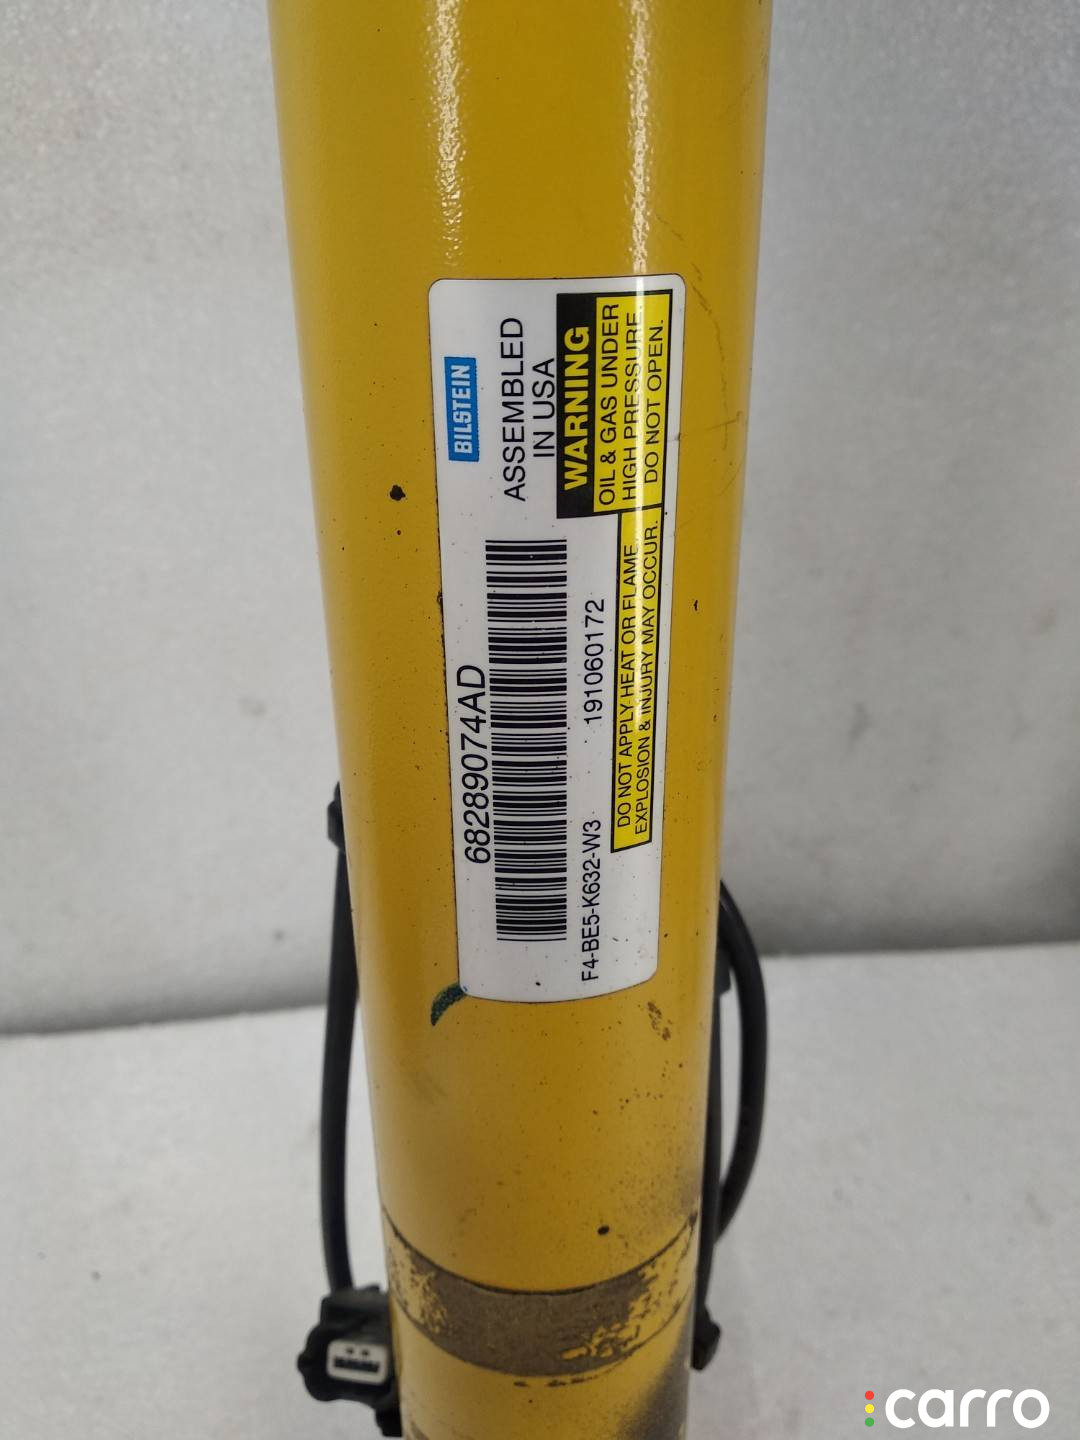 BILSTEIN
ASSEMBLED
IN USA
WARNING
OIL & GAS UNDER
HIGH PRESSURE.
DO NOT OPEN.
DO NOT APPLY HEAT OR FLAME.
EXPLOSION & INJURY MAY OCCUR.
68289074AD
F4-BE5-K632-W3 191060172
carro